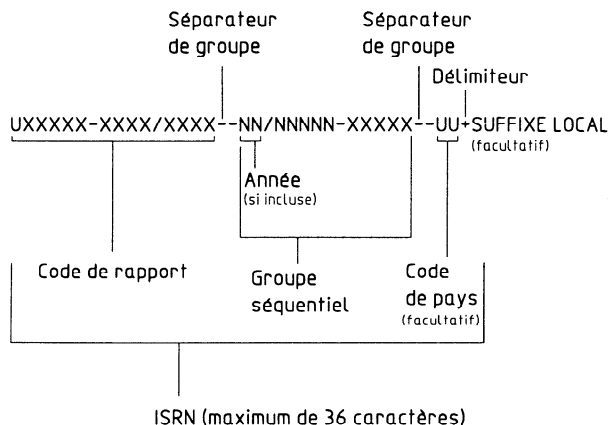 Séparateur de groupe
Séparateur de groupe
Délimiteur
UXXXXX-XXXX/XXXX--NN/NNNNN-XXXXX--UU+SUFFIXE LOCAL
(facultatif)
Année
(si incluse)
Code de rapport
Groupe séquentiel
Code de pays
(facultatif)
ISRN (maximum de 36 caractères)